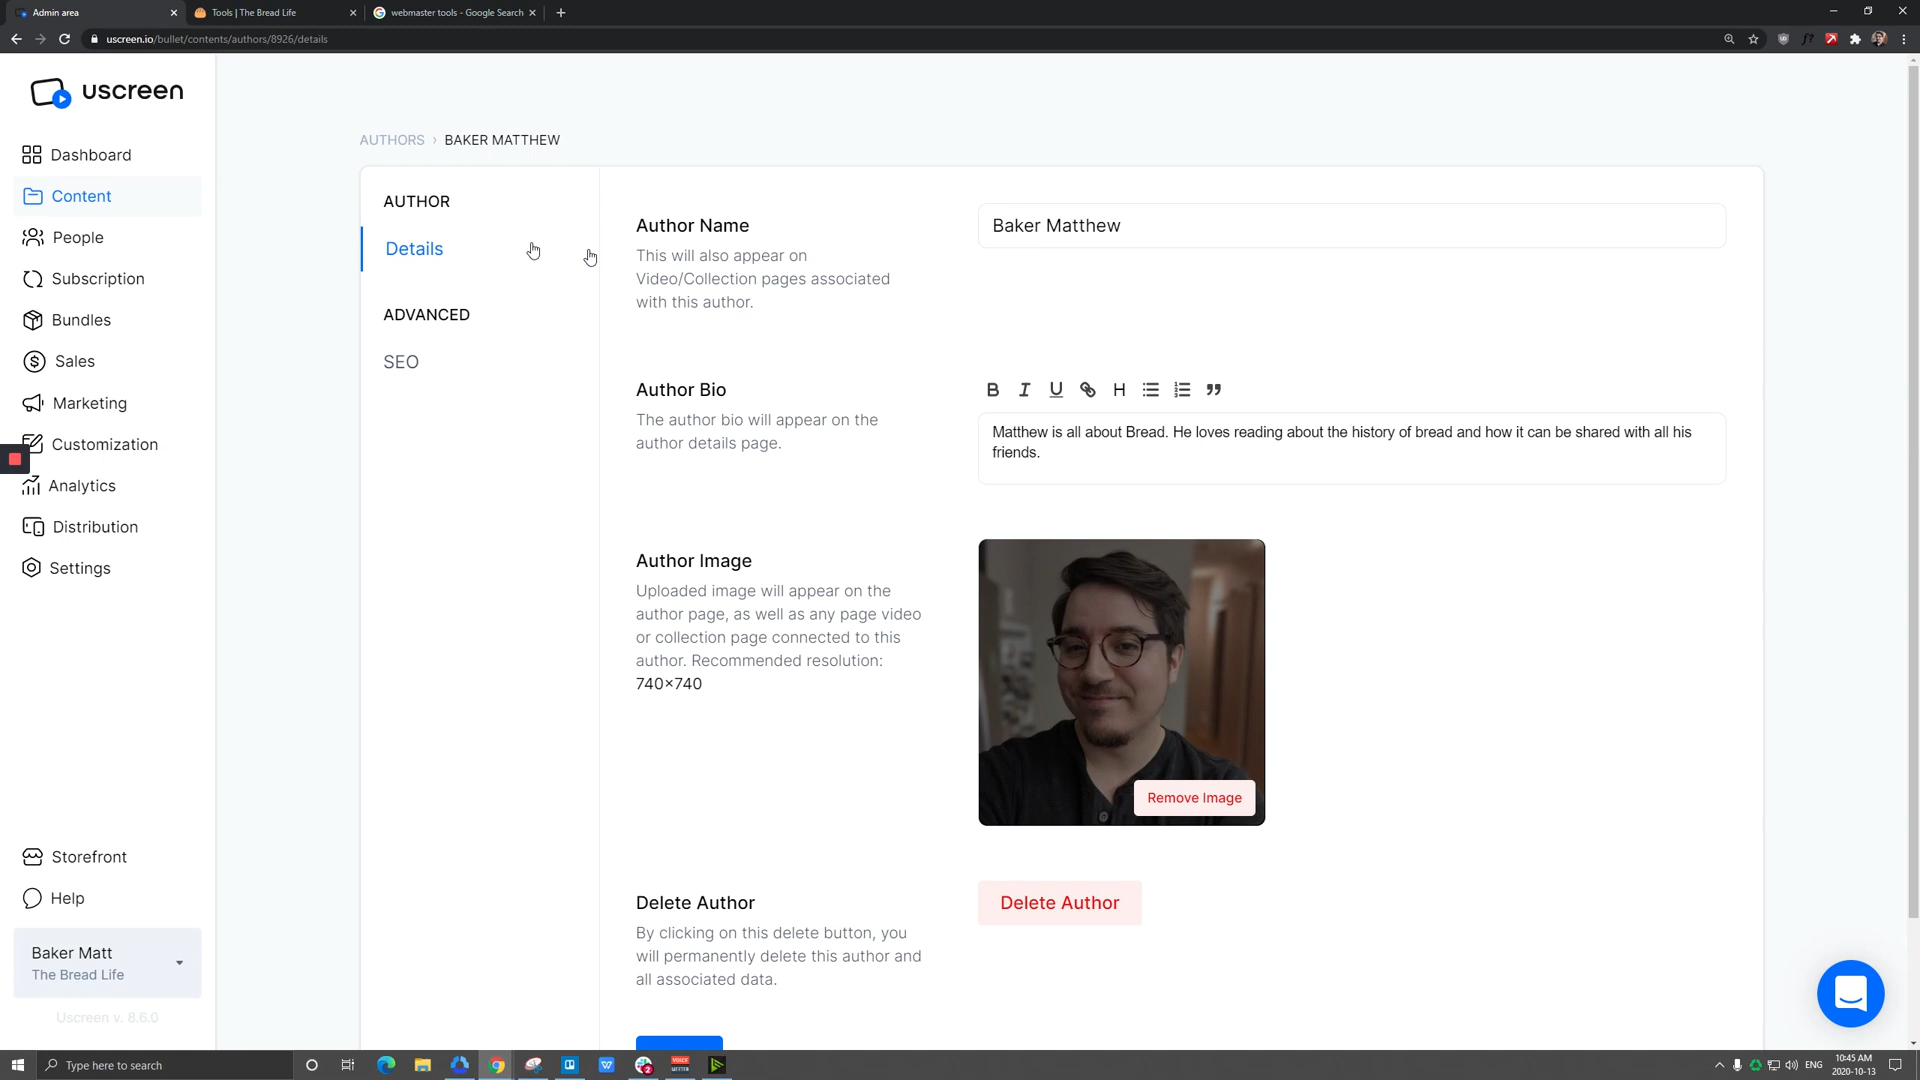 Admin area
Tools | The Bread Life
webmaster tools - Google Search
uscreen.io/bullet/contents/authors/8926/details
uscreen
Dashboard
Content
People
Subscription
Bundles
Sales
Marketing
Customization
Analytics
Distribution
Settings
Storefront
Help
Baker Matt
The Bread Life
Uscreen v. 8.6.0
AUTHORS › BAKER MATTHEW
AUTHOR
Details
ADVANCED
SEO
Author Name
This will also appear on
Video/Collection pages associated
with this author.
Baker Matthew
Author Bio
The author bio will appear on the
author details page.
B I U H
Matthew is all about Bread. He loves reading about the history of bread and how it can be shared with all his
friends.
Author Image
Uploaded image will appear on the
author page, as well as any page video
or collection page connected to this
author. Recommended resolution:
740×740
Remove Image
Delete Author
By clicking on this delete button, you
will permanently delete this author and
all associated data.
Delete Author
Type here to search
ENG
10:45 AM
2020-10-13